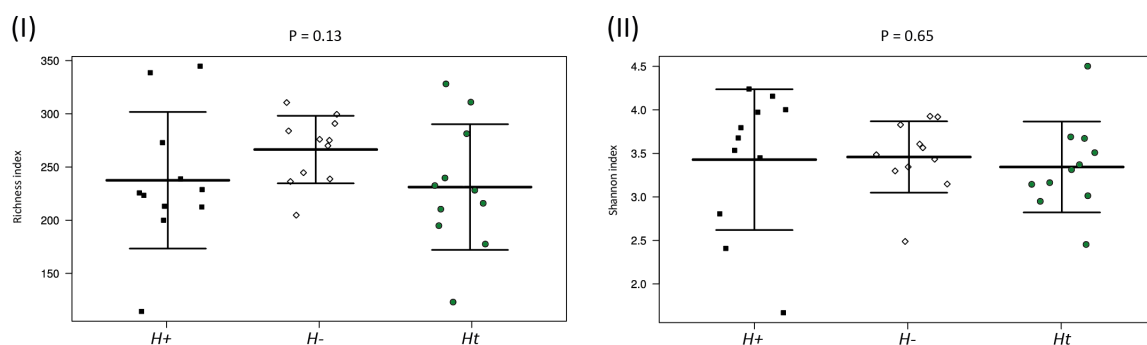 (I)
P = 0.13
Richness index
350
300
250
200
150
H+
H-
Ht
(II)
P = 0.65
Shannon index
4.5
4.0
3.5
3.0
2.5
2.0
H+
H-
Ht